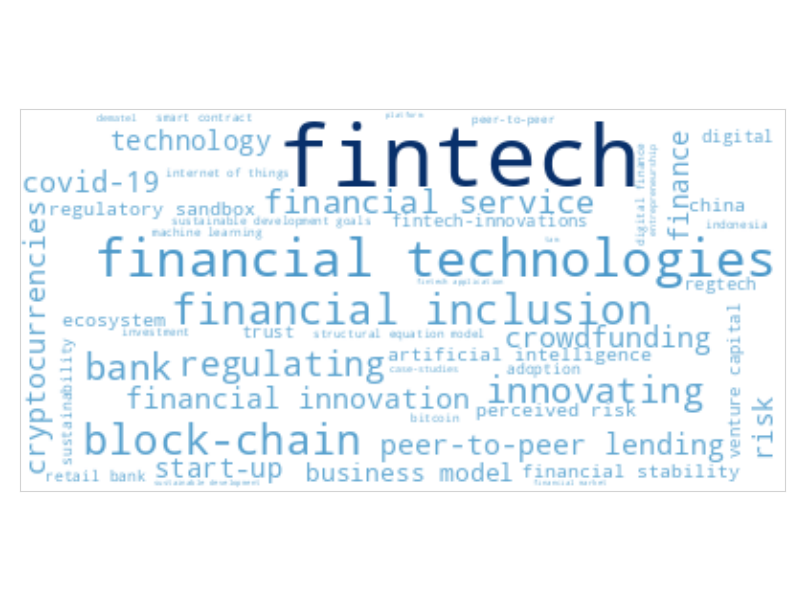 dematel
smart contract
platform
peer-to-peer
technology
fintech
digital
covid-19
internet of things
digital finance
entrepreneurship
finance
regulatory sandbox
financial service
china
sustainable development goals
fintech-innovations
indonesia
machine learning
law
cryptocurrencies
financial technologies
fintech application
regtech
ecosystem
financial inclusion
investment
trust
structural equation model
crowdfunding
venture capital
sustainability
bank
regulating
artificial intelligence
case-studies
adoption
innovating
financial innovation
perceived risk
risk
bitcoin
block-chain
peer-to-peer lending
retail bank
start-up
business model
financial stability
sustainable development
financial market